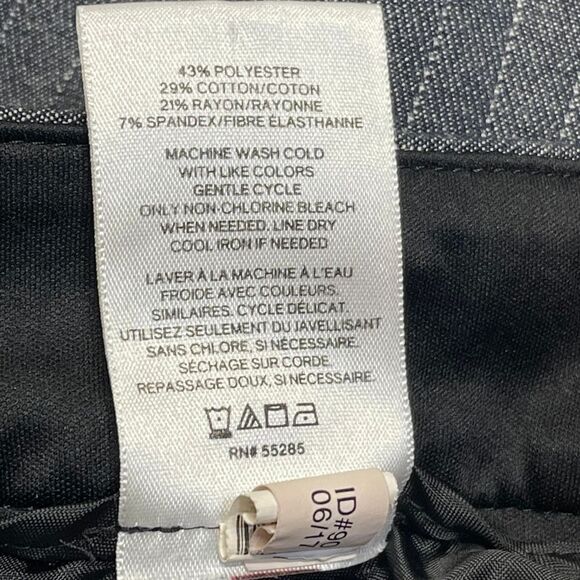 43% POLYESTER
29% COTTON/COTON
21% RAYON/RAYONNE
7% SPANDEX/FIBRE ÉLASTHANNE
MACHINE WASH COLD
WITH LIKE COLORS
GENTLE CYCLE
ONLY NON-CHLORINE BLEACH
WHEN NEEDED. LINE DRY
COOL IRON IF NEEDED
LAVER À LA MACHINE À L'EAU
FROIDE AVEC COULEURS
SIMILAIRES. CYCLE DÉLICAT.
UTILISEZ SEULEMENT DU JAVELLISANT
SANS CHLORE, SI NÉCESSAIRE.
SÉCHAGE SUR CORDE.
REPASSAGE DOUX, SI NÉCESSAIRE.
RN# 55285
ID#90
06/17